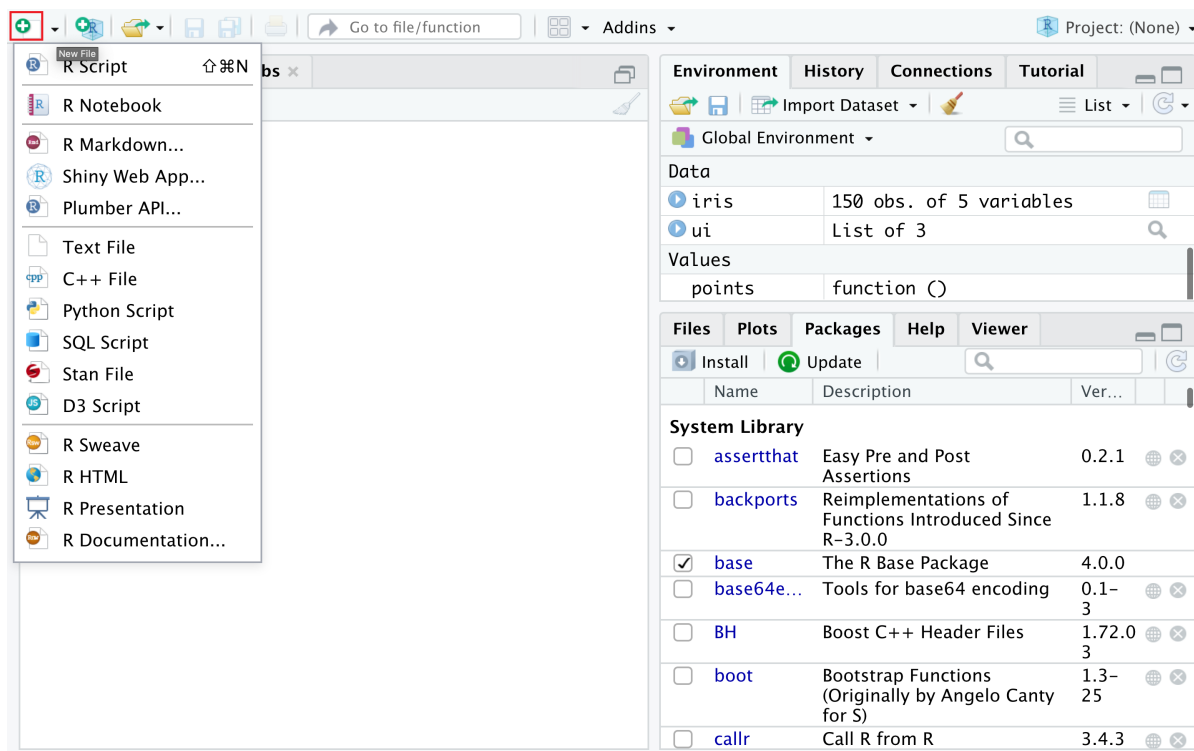 Go to file/function
Addins
Project: (None)
New File
R Script ⇧⌘N
bs
R Notebook
R Markdown...
Shiny Web App...
Plumber API...
Text File
C++ File
Python Script
SQL Script
Stan File
D3 Script
R Sweave
R HTML
R Presentation
R Documentation...
Environment History Connections Tutorial
Import Dataset List
Global Environment
Data
iris 150 obs. of 5 variables
ui List of 3
Values
points function ()
Files Plots Packages Help Viewer
Install Update
Name Description Ver...
System Library
assertthat Easy Pre and Post 0.2.1
Assertions
backports Reimplementations of 1.1.8
Functions Introduced Since
R-3.0.0
base The R Base Package 4.0.0
base64e... Tools for base64 encoding 0.1-
3
BH Boost C++ Header Files 1.72.0
3
boot Bootstrap Functions 1.3-
(Originally by Angelo Canty 25
for S)
callr Call R from R 3.4.3